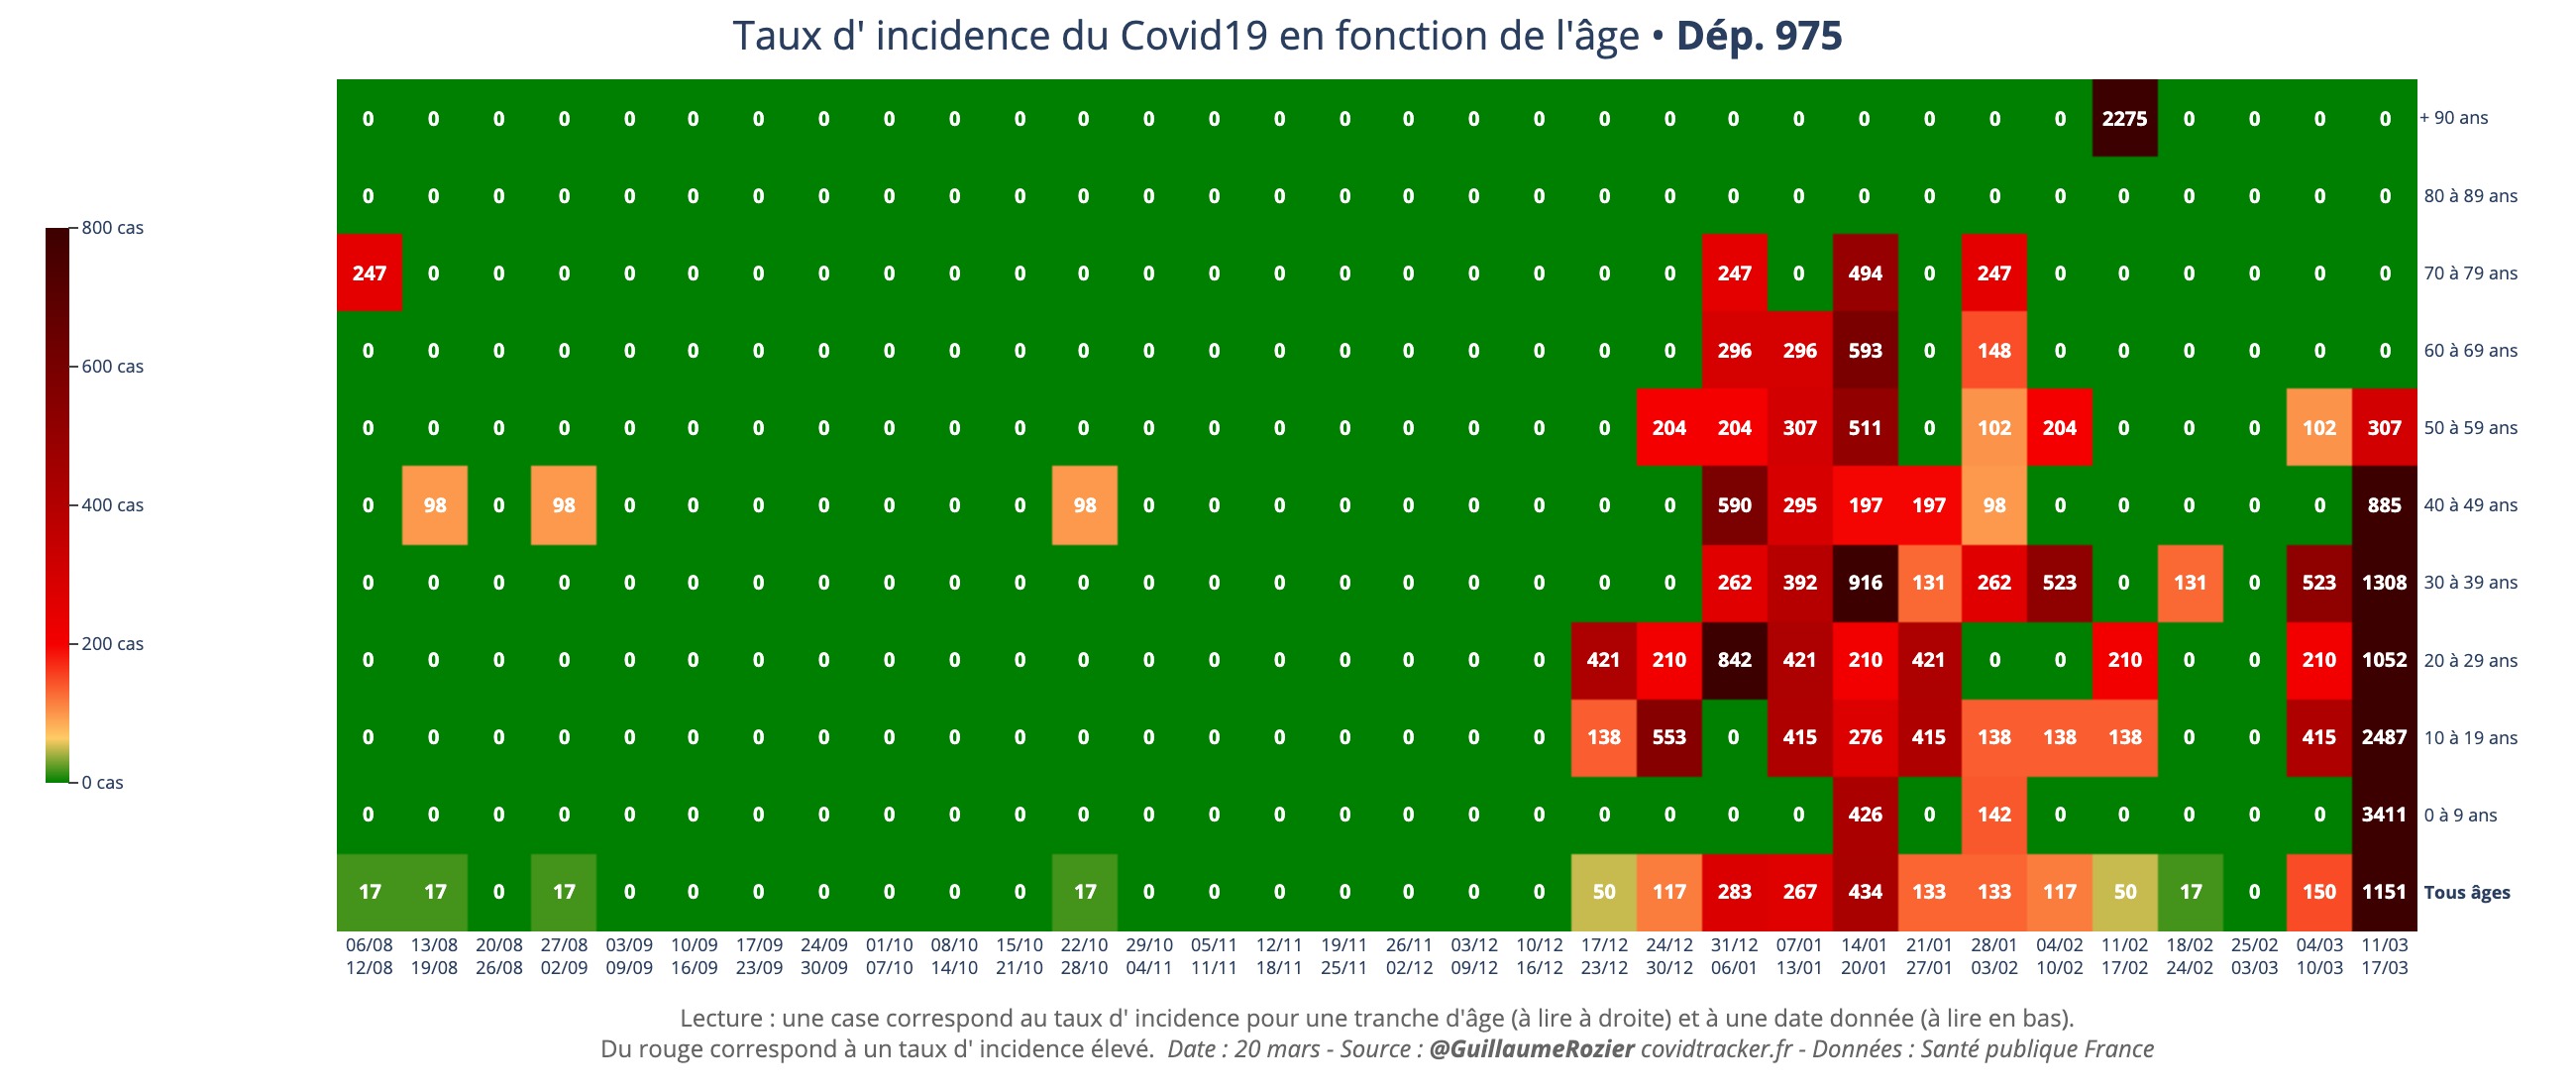 Taux d' incidence du Covid19 en fonction de l'âge • Dép. 975
0 0 0 0 0 0 0 0 0 0 0 0 0 0 0 0 0 0 0 0 0 0 0 0 0 0 0 2275 0 0 0 0 + 90 ans
0 0 0 0 0 0 0 0 0 0 0 0 0 0 0 0 0 0 0 0 0 0 0 0 0 0 0 0 0 0 0 0 80 à 89 ans
800 cas
247 0 0 0 0 0 0 0 0 0 0 0 0 0 0 0 0 0 0 0 0 247 0 494 0 247 0 0 0 0 0 0 70 à 79 ans
0 0 0 0 0 0 0 0 0 0 0 0 0 0 0 0 0 0 0 0 0 296 296 593 0 148 0 0 0 0 0 0 60 à 69 ans
600 cas
0 0 0 0 0 0 0 0 0 0 0 0 0 0 0 0 0 0 0 0 204 204 307 511 0 102 204 0 0 0 102 307 50 à 59 ans
400 cas
0 98 0 98 0 0 0 0 0 0 0 98 0 0 0 0 0 0 0 0 0 590 295 197 197 98 0 0 0 0 0 885 40 à 49 ans
0 0 0 0 0 0 0 0 0 0 0 0 0 0 0 0 0 0 0 0 0 262 392 916 131 262 523 0 131 0 523 1308 30 à 39 ans
200 cas
0 0 0 0 0 0 0 0 0 0 0 0 0 0 0 0 0 0 0 421 210 842 421 210 421 0 0 210 0 0 210 1052 20 à 29 ans
0 0 0 0 0 0 0 0 0 0 0 0 0 0 0 0 0 0 0 138 553 0 415 276 415 138 138 138 0 0 415 2487 10 à 19 ans
0 cas
0 0 0 0 0 0 0 0 0 0 0 0 0 0 0 0 0 0 0 0 0 0 0 426 0 142 0 0 0 0 0 3411 0 à 9 ans
17 17 0 17 0 0 0 0 0 0 0 17 0 0 0 0 0 0 0 50 117 283 267 434 133 133 117 50 17 0 150 1151 Tous âges
06/08 13/08 20/08 27/08 03/09 10/09 17/09 24/09 01/10 08/10 15/10 22/10 29/10 05/11 12/11 19/11 26/11 03/12 10/12 17/12 24/12 31/12 07/01 14/01 21/01 28/01 04/02 11/02 18/02 25/02 04/03 11/03
12/08 19/08 26/08 02/09 09/09 16/09 23/09 30/09 07/10 14/10 21/10 28/10 04/11 11/11 18/11 25/11 02/12 09/12 16/12 23/12 30/12 06/01 13/01 20/01 27/01 03/02 10/02 17/02 24/02 03/03 10/03 17/03
Lecture : une case correspond au taux d' incidence pour une tranche d'âge (à lire à droite) et à une date donnée (à lire en bas).
Du rouge correspond à un taux d' incidence élevé. Date : 20 mars - Source : @GuillaumeRozier covidtracker.fr - Données : Santé publique France